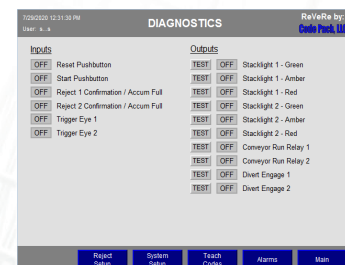 7/29/2020 12:31:30 PM
User: a...s
DIAGNOSTICS
ReVeRe by:
Code Pack, LLC
Inputs
OFF Reset Pushbutton
OFF Start Pushbutton
OFF Reject 1 Confirmation / Accum Full
OFF Reject 2 Confirmation / Accum Full
OFF Trigger Eye 1
OFF Trigger Eye 2
Outputs
TEST OFF Stacklight 1 - Green
TEST OFF Stacklight 1 - Amber
TEST OFF Stacklight 1 - Red
TEST OFF Stacklight 2 - Green
TEST OFF Stacklight 2 - Amber
TEST OFF Stacklight 2 - Red
TEST OFF Conveyor Run Relay 1
TEST OFF Conveyor Run Relay 2
TEST OFF Divert Engage 1
TEST OFF Divert Engage 2
Reject Setup
System Setup
Teach Codes
Alarms
Main